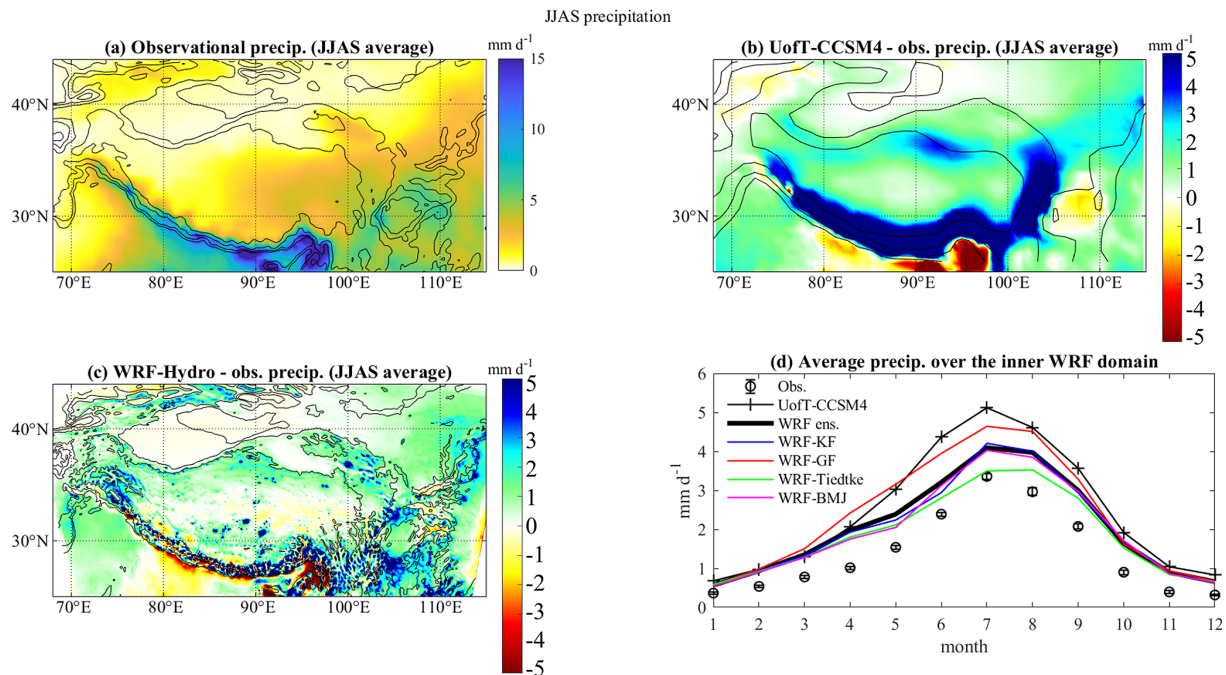 JJAS precipitation
(a) Observational precip. (JJAS average)
mm d-1
15
10
5
0
40°N
30°N
70°E 80°E 90°E 100°E 110°E
(b) UofT-CCSM4 - obs. precip. (JJAS average)
mm d-1
5
4
3
2
1
0
-1
-2
-3
-4
-5
40°N
30°N
70°E 80°E 90°E 100°E 110°E
(c) WRF-Hydro - obs. precip. (JJAS average)
mm d-1
5
4
3
2
1
0
-1
-2
-3
-4
-5
40°N
30°N
70°E 80°E 90°E 100°E 110°E
(d) Average precip. over the inner WRF domain
Obs.
UofT-CCSM4
WRF ens.
WRF-KF
WRF-GF
WRF-Tiedtke
WRF-BMJ
mm d-1
6
5
4
3
2
1
0
1 2 3 4 5 6 7 8 9 10 11 12
month